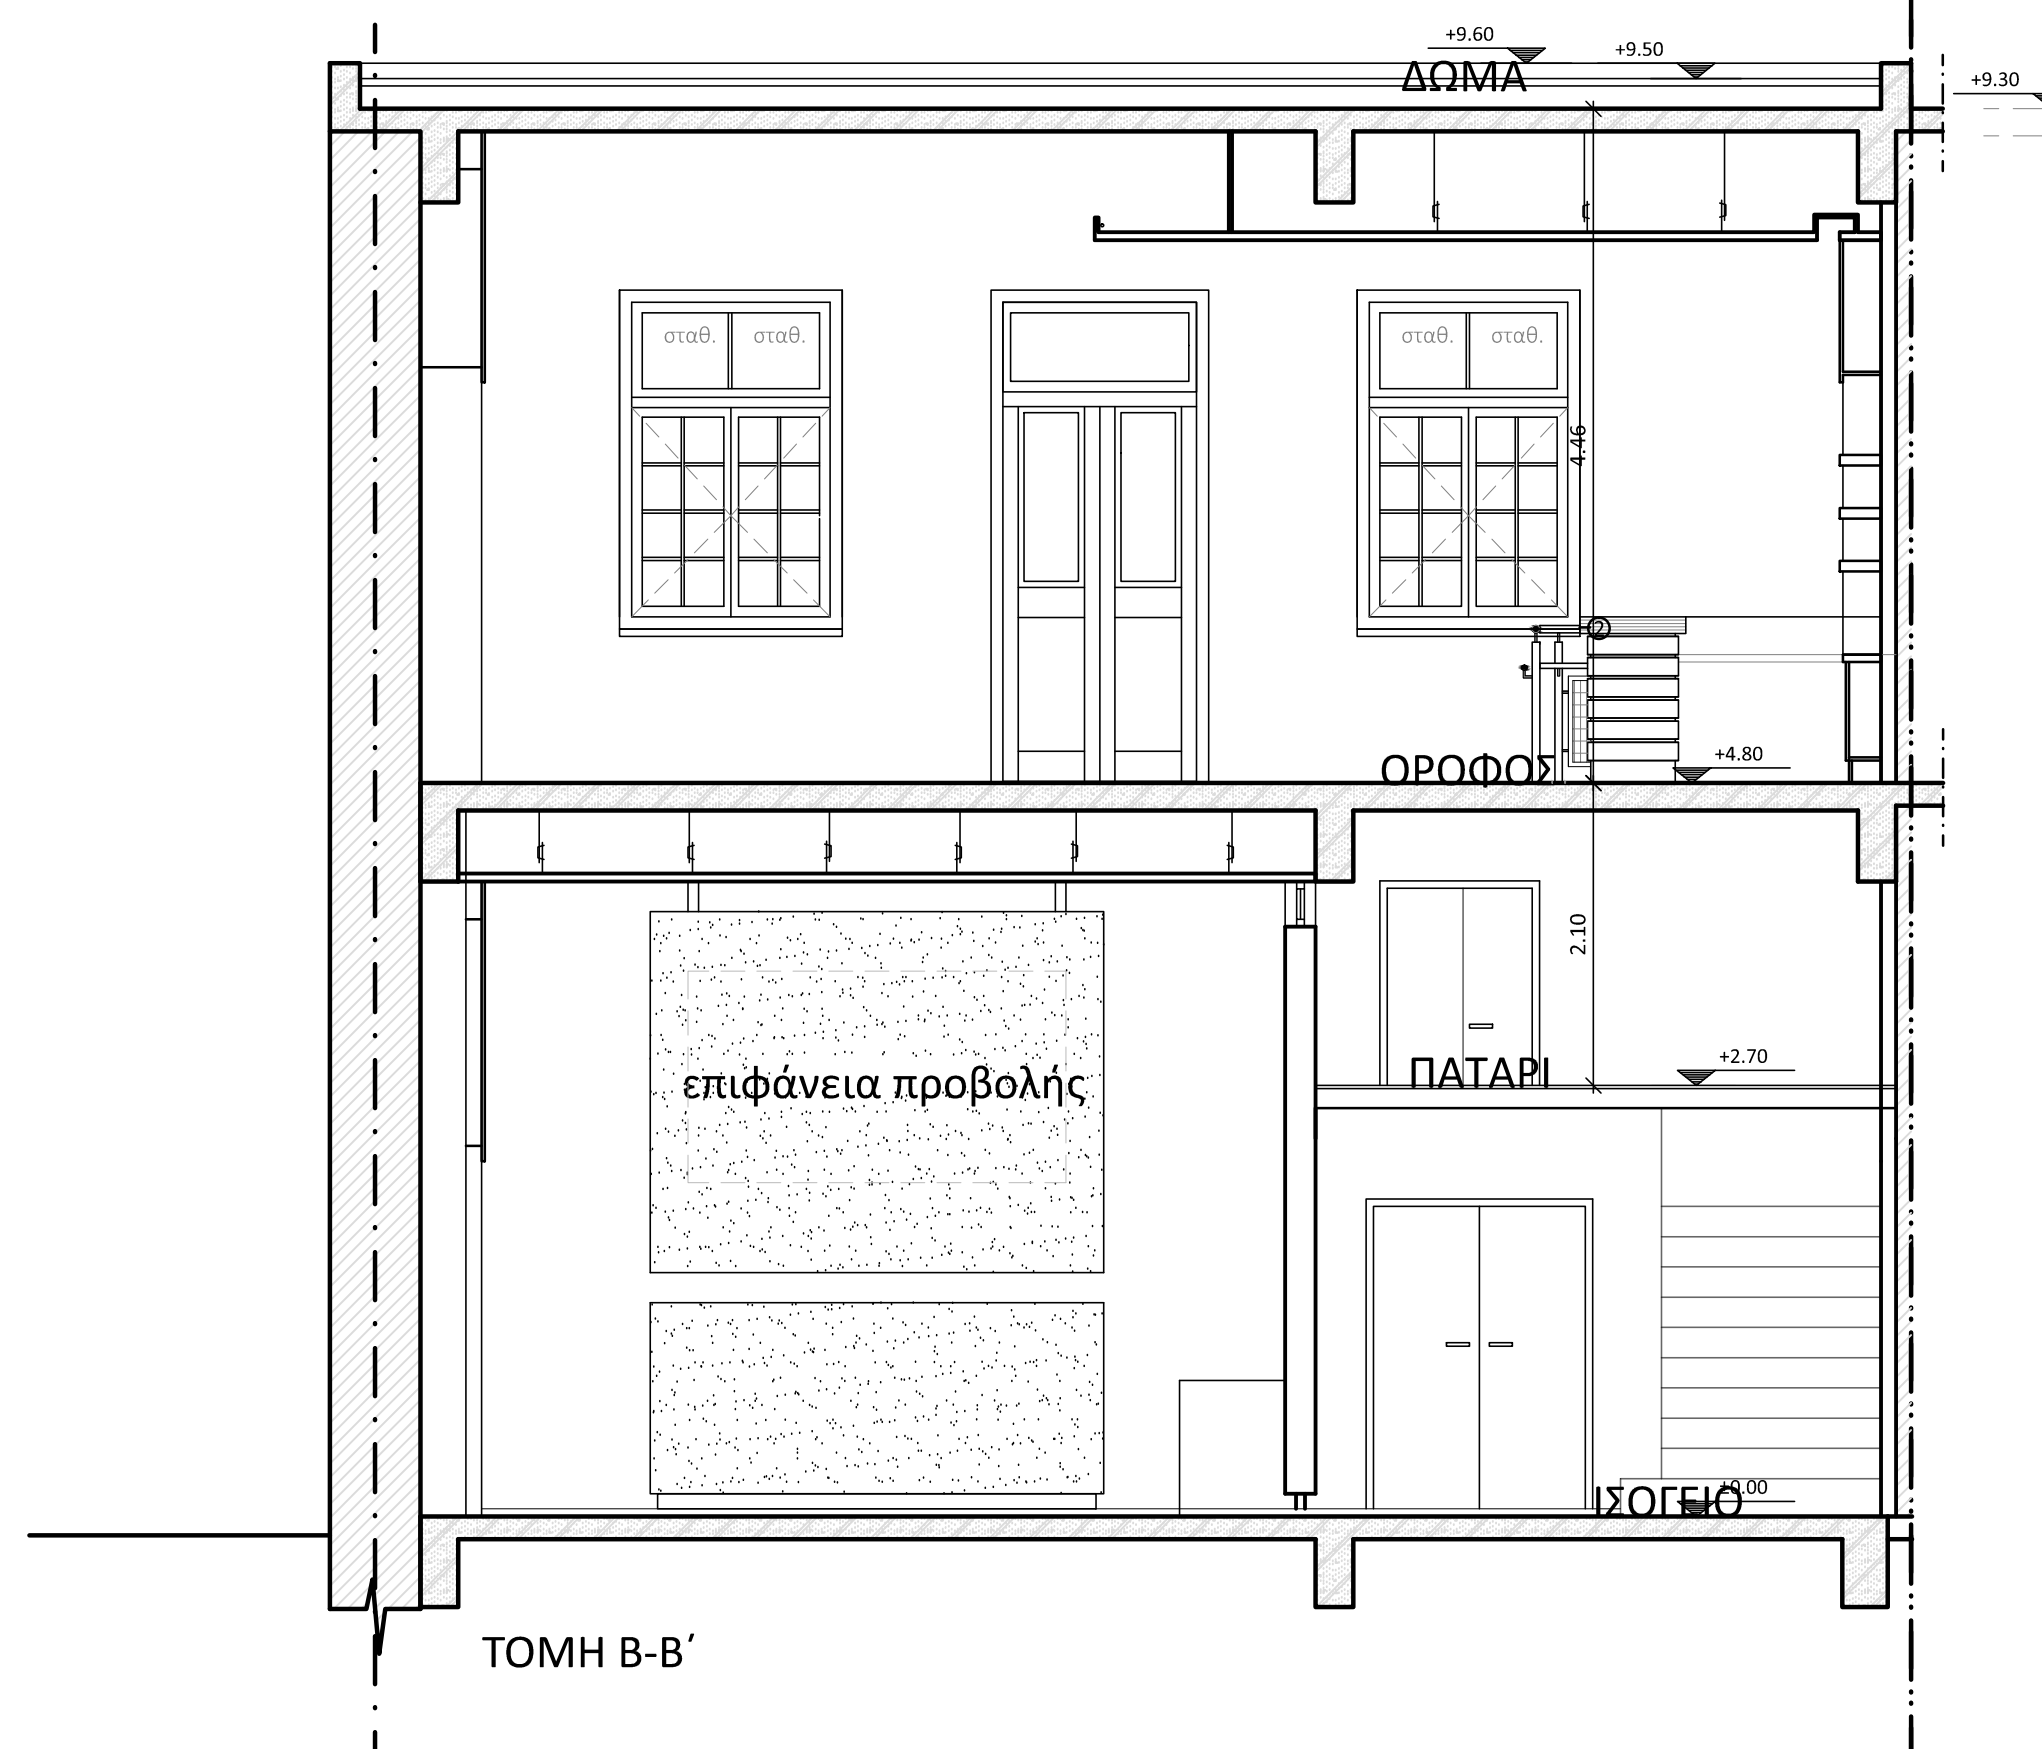 +9.60
+9.50
ΔΩΜΑ
+9.30
σταθ. σταθ.
σταθ. σταθ.
4.46
2
ΟΡΟΦΟΣ
+4.80
2.10
+2.70
ΠΑΤΑΡΙ
επιφάνεια προβολής
±0.00
ΙΣΟΓΕΙΟ
ΤΟΜΗ Β-Β΄